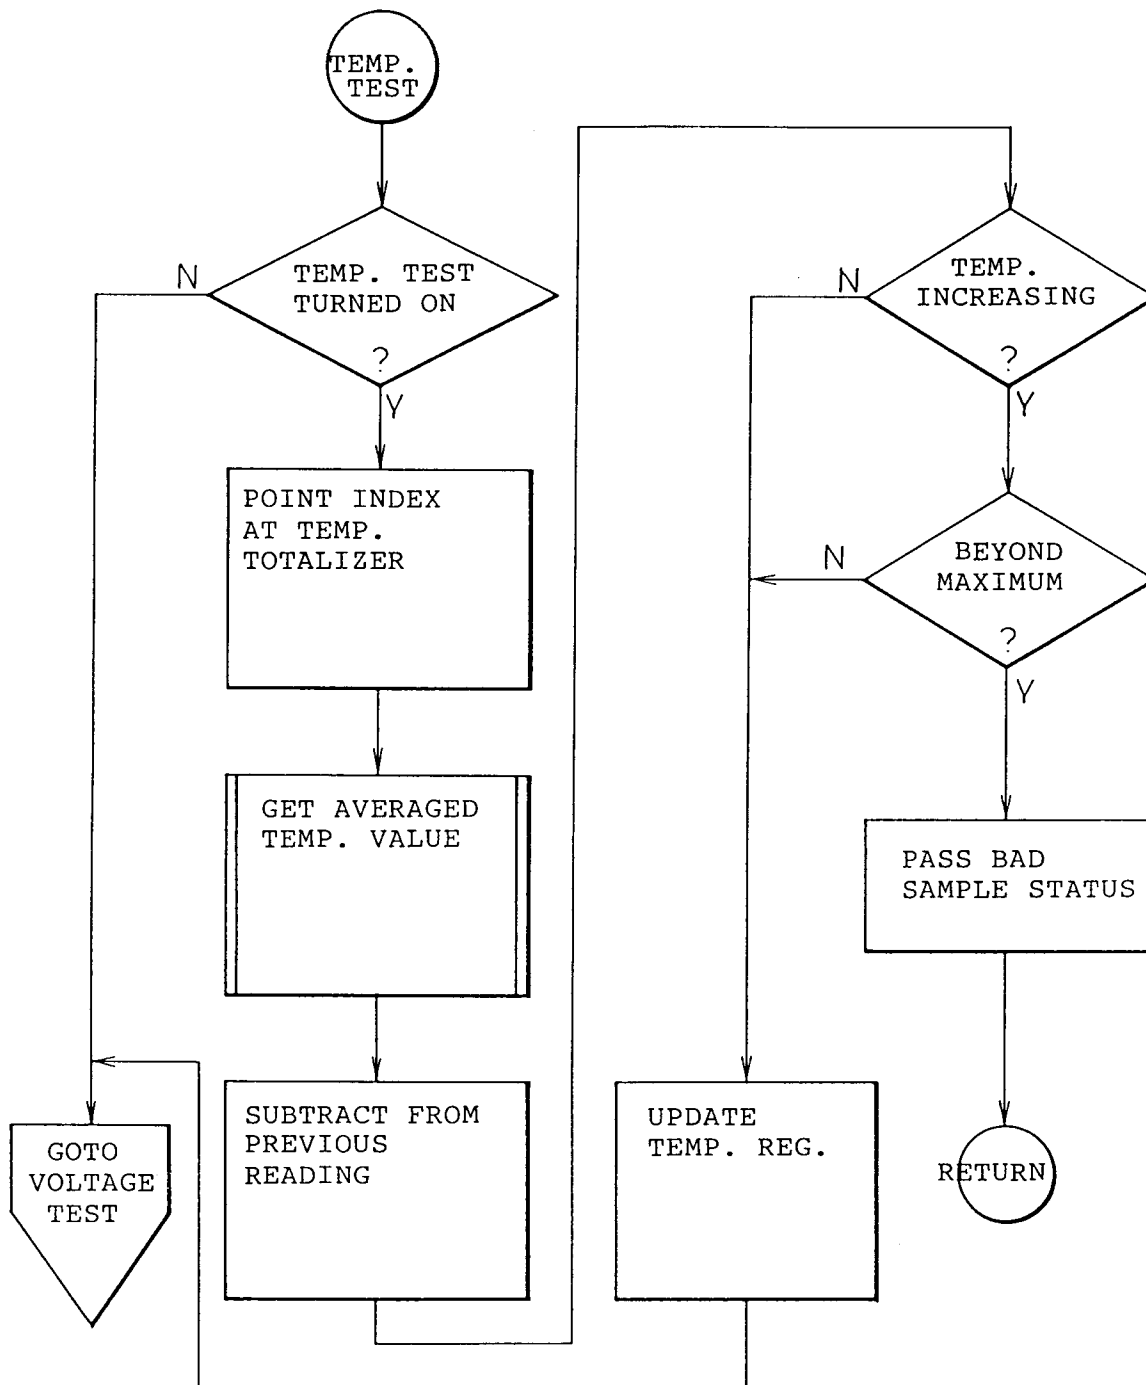 TEMP.
TEST
TEMP. TEST
TURNED ON
?
N
Y
POINT INDEX
AT TEMP.
TOTALIZER
GET AVERAGED
TEMP. VALUE
SUBTRACT FROM
PREVIOUS
READING
GOTO
VOLTAGE
TEST
TEMP.
INCREASING
?
N
Y
BEYOND
MAXIMUM
?
N
Y
PASS BAD
SAMPLE STATUS
UPDATE
TEMP. REG.
RETURN